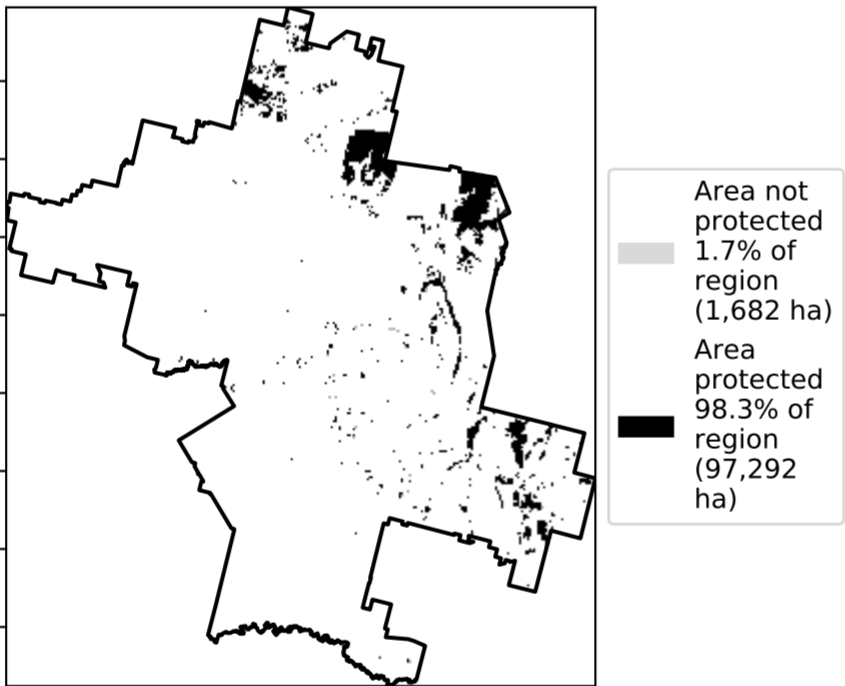 Area not
protected
1.7% of
region
(1,682 ha)
Area
protected
98.3% of
region
(97,292
ha)